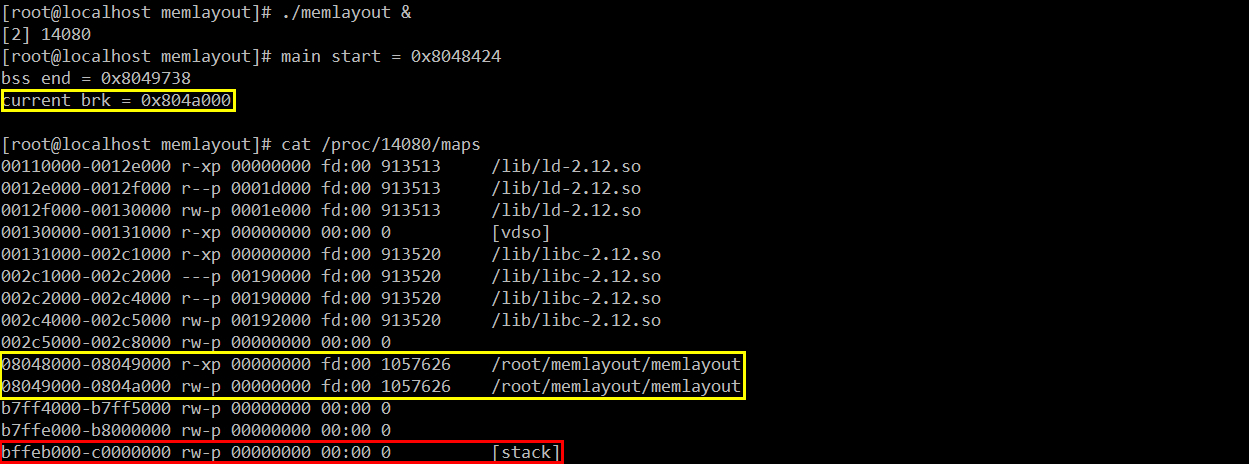 [root@localhost memlayout]# ./memlayout &
[2] 14080
[root@localhost memlayout]# main start = 0x8048424
bss end = 0x8049738
current brk = 0x804a000
[root@localhost memlayout]# cat /proc/14080/maps
00110000-0012e000 r-xp 00000000 fd:00 913513     /lib/ld-2.12.so
0012e000-0012f000 r--p 0001d000 fd:00 913513     /lib/ld-2.12.so
0012f000-00130000 rw-p 0001e000 fd:00 913513     /lib/ld-2.12.so
00130000-00131000 r-xp 00000000 00:00 0          [vdso]
00131000-002c1000 r-xp 00000000 fd:00 913520     /lib/libc-2.12.so
002c1000-002c2000 ---p 00190000 fd:00 913520     /lib/libc-2.12.so
002c2000-002c4000 r--p 00190000 fd:00 913520     /lib/libc-2.12.so
002c4000-002c5000 rw-p 00192000 fd:00 913520     /lib/libc-2.12.so
002c5000-002c8000 rw-p 00000000 00:00 0
08048000-08049000 r-xp 00000000 fd:00 1057626    /root/memlayout/memlayout
08049000-0804a000 rw-p 00000000 fd:00 1057626    /root/memlayout/memlayout
b7ff4000-b7ff5000 rw-p 00000000 00:00 0
b7ffe000-b8000000 rw-p 00000000 00:00 0
bffeb000-c0000000 rw-p 00000000 00:00 0          [stack]